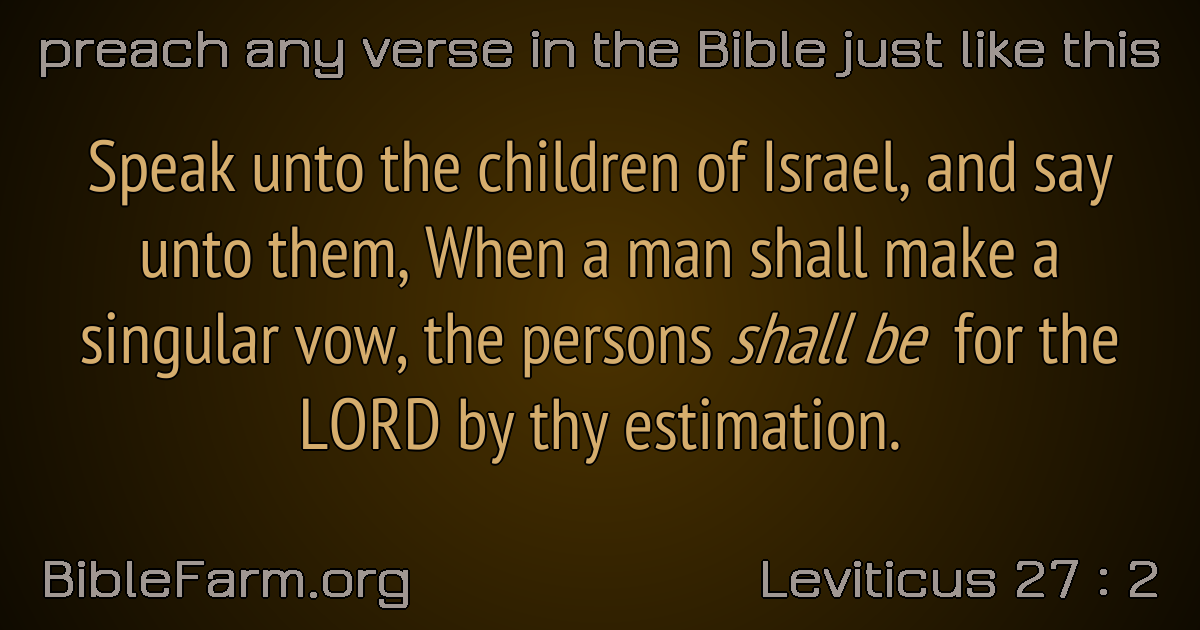 preach any verse in the Bible just like this
Speak unto the children of Israel, and say
unto them, When a man shall make a
singular vow, the persons shall be for the
LORD by thy estimation.
BibleFarm.org
Leviticus 27 : 2